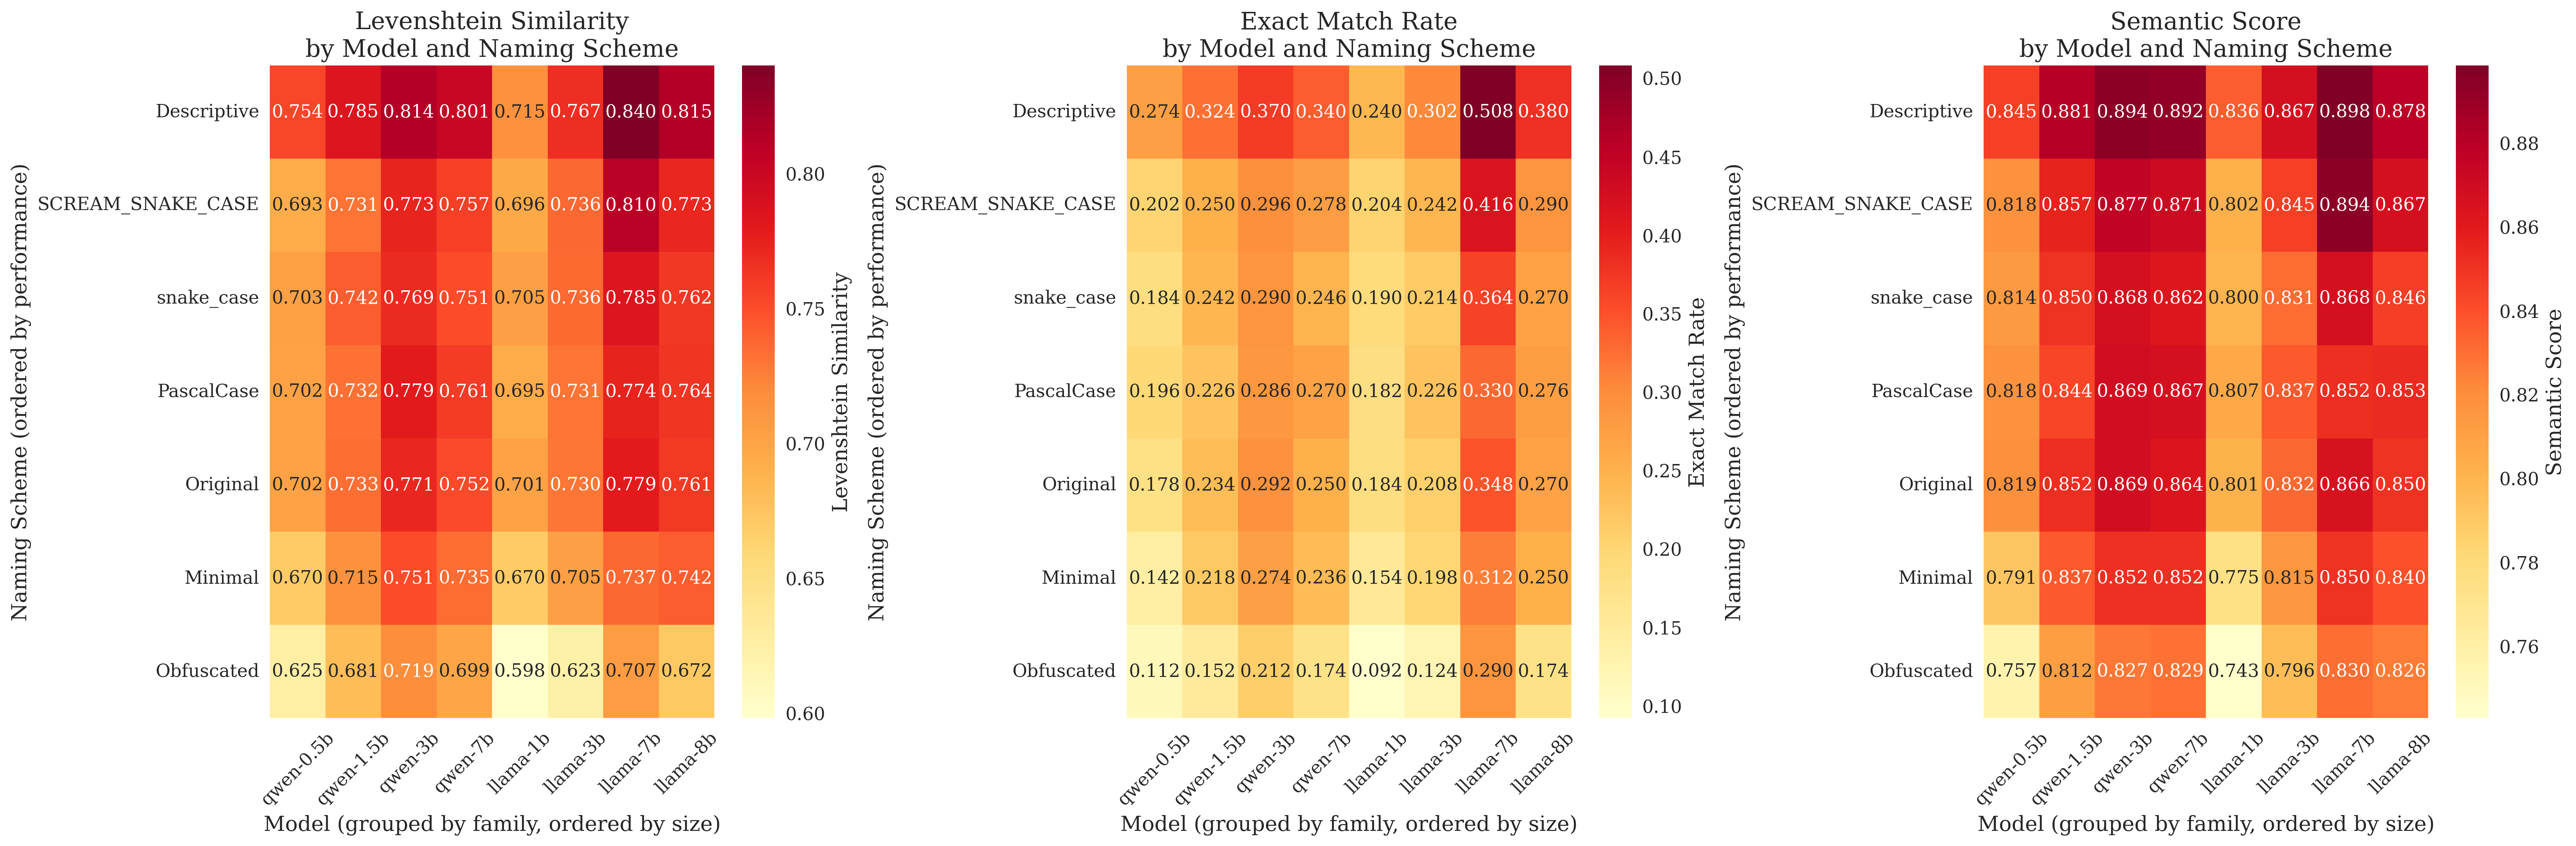 Levenshtein Similarity
by Model and Naming Scheme
Naming Scheme (ordered by performance)
Descriptive 0.754 0.785 0.814 0.801 0.715 0.767 0.840 0.815
SCREAM_SNAKE_CASE 0.693 0.731 0.773 0.757 0.696 0.736 0.810 0.773
snake_case 0.703 0.742 0.769 0.751 0.705 0.736 0.785 0.762
PascalCase 0.702 0.732 0.779 0.761 0.695 0.731 0.774 0.764
Original 0.702 0.733 0.771 0.752 0.701 0.730 0.779 0.761
Minimal 0.670 0.715 0.751 0.735 0.670 0.705 0.737 0.742
Obfuscated 0.625 0.681 0.719 0.699 0.598 0.623 0.707 0.672
qwen-0.5b qwen-1.5b qwen-3b qwen-7b llama-1b llama-3b llama-7b llama-8b
Model (grouped by family, ordered by size)
0.80
0.75
0.70
0.65
0.60
Levenshtein Similarity
Exact Match Rate
by Model and Naming Scheme
Naming Scheme (ordered by performance)
Descriptive 0.274 0.324 0.370 0.340 0.240 0.302 0.508 0.380
SCREAM_SNAKE_CASE 0.202 0.250 0.296 0.278 0.204 0.242 0.416 0.290
snake_case 0.184 0.242 0.290 0.246 0.190 0.214 0.364 0.270
PascalCase 0.196 0.226 0.286 0.270 0.182 0.226 0.330 0.276
Original 0.178 0.234 0.292 0.250 0.184 0.208 0.348 0.270
Minimal 0.142 0.218 0.274 0.236 0.154 0.198 0.312 0.250
Obfuscated 0.112 0.152 0.212 0.174 0.092 0.124 0.290 0.174
qwen-0.5b qwen-1.5b qwen-3b qwen-7b llama-1b llama-3b llama-7b llama-8b
Model (grouped by family, ordered by size)
0.50
0.45
0.40
0.35
0.30
0.25
0.20
0.15
0.10
Exact Match Rate
Semantic Score
by Model and Naming Scheme
Naming Scheme (ordered by performance)
Descriptive 0.845 0.881 0.894 0.892 0.836 0.867 0.898 0.878
SCREAM_SNAKE_CASE 0.818 0.857 0.877 0.871 0.802 0.845 0.894 0.867
snake_case 0.814 0.850 0.868 0.862 0.800 0.831 0.868 0.846
PascalCase 0.818 0.844 0.869 0.867 0.807 0.837 0.852 0.853
Original 0.819 0.852 0.869 0.864 0.801 0.832 0.866 0.850
Minimal 0.791 0.837 0.852 0.852 0.775 0.815 0.850 0.840
Obfuscated 0.757 0.812 0.827 0.829 0.743 0.796 0.830 0.826
qwen-0.5b qwen-1.5b qwen-3b qwen-7b llama-1b llama-3b llama-7b llama-8b
Model (grouped by family, ordered by size)
0.88
0.86
0.84
0.82
0.80
0.78
0.76
Semantic Score